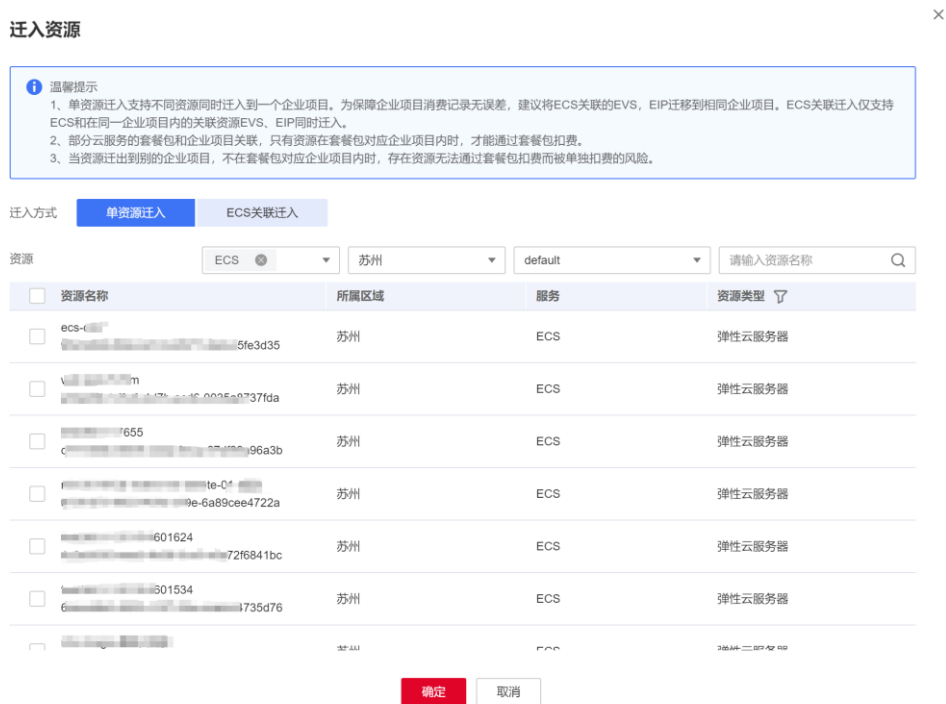 迁入资源
温馨提示
1、单资源迁入支持不同资源同时迁入到一个企业项目。为保障企业项目消费记录无误差，建议将ECS关联的EVS，EIP迁移到相同企业项目。ECS关联迁入仅支持
ECS和在同一企业项目内的关联资源EVS、EIP同时迁入。
2、部分云服务的套餐包和企业项目关联，只有资源在套餐包对应企业项目内时，才能通过套餐包扣费。
3、当资源迁出到别的企业项目，不在套餐包对应企业项目内时，存在资源无法通过套餐包扣费而被单独扣费的风险。
迁入方式 单资源迁入 ECS关联迁入
资源 ECS 苏州 default 请输入资源名称
资源名称 所属区域 服务 资源类型
ecs-
5fe3d35
苏州 ECS 弹性云服务器
737fda
苏州 ECS 弹性云服务器
655
96a3b
苏州 ECS 弹性云服务器
te-01
9e-6a89cee4722a
苏州 ECS 弹性云服务器
601624
72f6841bc
苏州 ECS 弹性云服务器
601534
4735d76
苏州 ECS 弹性云服务器
确定 取消